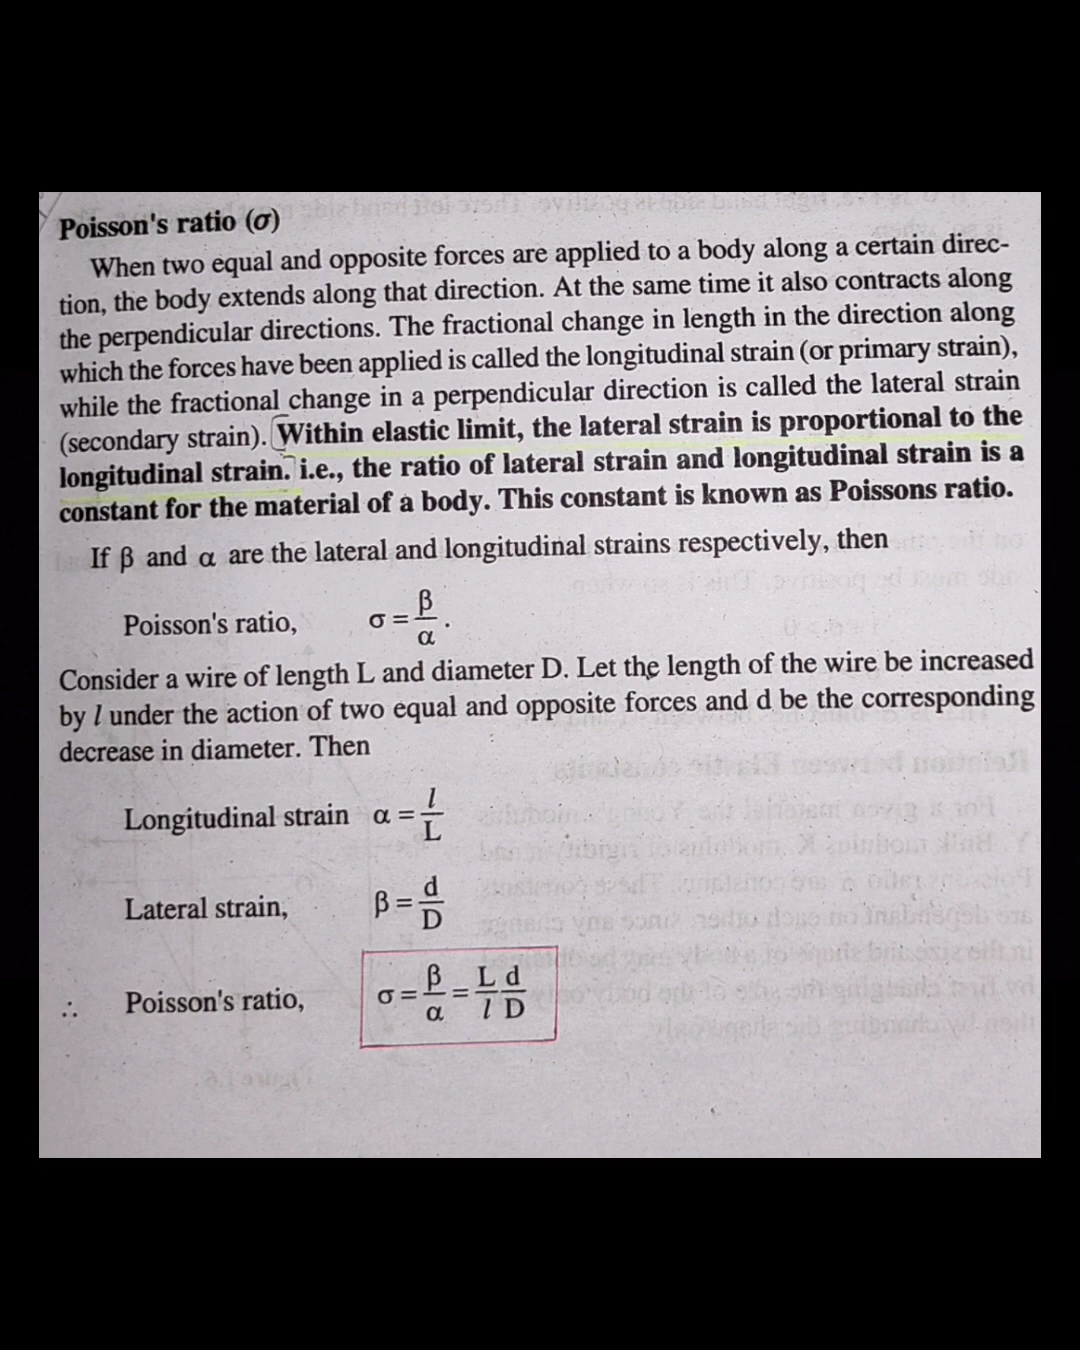 Poisson's ratio (σ)
When two equal and opposite forces are applied to a body along a certain direc-
tion, the body extends along that direction. At the same time it also contracts along
the perpendicular directions. The fractional change in length in the direction along
which the forces have been applied is called the longitudinal strain (or primary strain),
while the fractional change in a perpendicular direction is called the lateral strain
(secondary strain). Within elastic limit, the lateral strain is proportional to the
longitudinal strain. i.e., the ratio of lateral strain and longitudinal strain is a
constant for the material of a body. This constant is known as Poissons ratio.
If β and α are the lateral and longitudinal strains respectively, then
Poisson's ratio, σ = β/α.
Consider a wire of length L and diameter D. Let the length of the wire be increased
by l under the action of two equal and opposite forces and d be the corresponding
decrease in diameter. Then
Longitudinal strain α = l/L
Lateral strain, β = d/D
∴ Poisson's ratio, σ = β/α = L d / l D